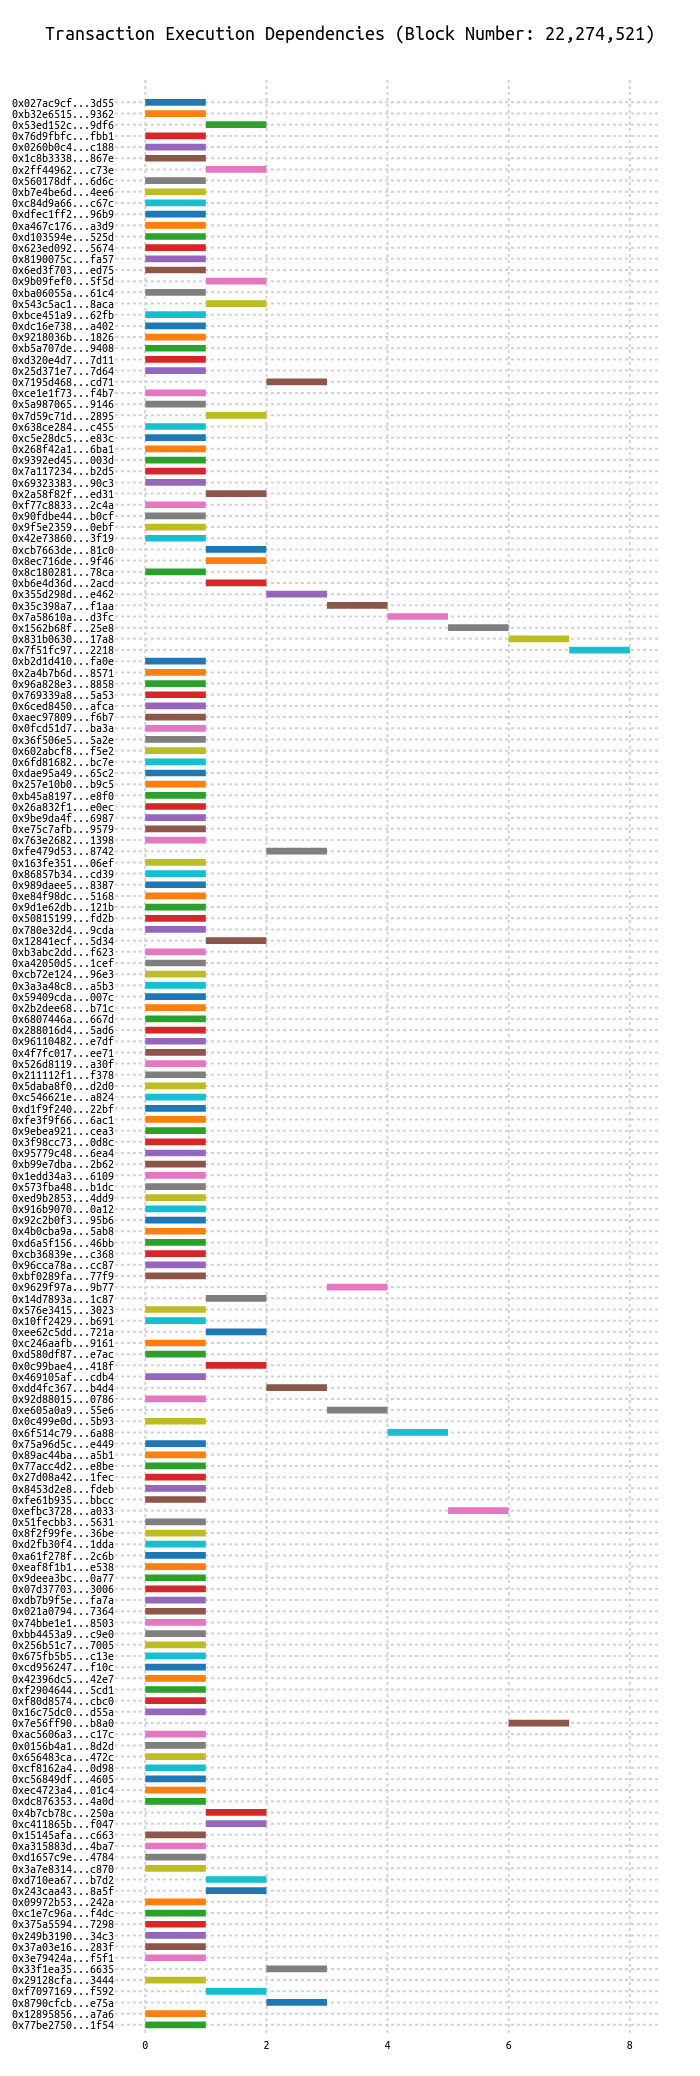 Transaction Execution Dependencies (Block Number: 22,274,521)
0x027ac9cf...3d55
0xb32e6515...9362
0x53ed152c...9df6
0x76d9fbfc...fbb1
0x0260b0c4...c188
0x1c8b3338...867e
0x2ff44962...c73e
0x560178df...6d6c
0xb7e4be6d...4ee6
0xc84d9a66...c67c
0xdfec1ff2...96b9
0xa467c176...a3d9
0xd103594e...525d
0x623ed092...5674
0x8190075c...fa57
0x6ed3f703...ed75
0x9b09fef0...5f5d
0xba06055a...61c4
0x543c5ac1...8aca
0xbce451a9...62fb
0xdc16e738...a402
0x9218036b...1826
0xb5a707de...9408
0xd320e4d7...7d11
0x25d371e7...7d64
0x7195d468...cd71
0xce1e1f73...f4b7
0x5a987065...9146
0x7d59c71d...2895
0x638ce284...c455
0xc5e28dc5...e83c
0x268f42a1...6ba1
0x9392ed45...003d
0x7a117234...b2d5
0x69323383...90c3
0x2a58f82f...ed31
0xf77c8833...2c4a
0x90fdbe44...b0cf
0x9f5e2359...0ebf
0x42e73860...3f19
0xcb7663de...81c0
0x8ec716de...9f46
0x8c180281...78ca
0xb6e4d36d...2acd
0x355d298d...e462
0x35c398a7...f1aa
0x7a58610a...d3fc
0x1562b68f...25e8
0x831b0630...17a8
0x7f51fc97...2218
0xb2d1d410...fa0e
0x2a4b7b6d...8571
0x96a828e3...8858
0x769339a8...5a53
0x6ced8450...afca
0xaec97809...f6b7
0x0fcd51d7...ba3a
0x36f506e5...5a2e
0x602abcf8...f5e2
0x6fd81682...bc7e
0xdae95a49...65c2
0x257e10b0...b9c5
0xb45a8197...e8f0
0x26a832f1...e0ec
0x9be9da4f...6987
0xe75c7afb...9579
0x763e2682...1398
0xfe479d53...8742
0x163fe351...06ef
0x86857b34...cd39
0x989daee5...8387
0xe84f98dc...5168
0x9d1e62db...121b
0x50815199...fd2b
0x780e32d4...9cda
0x12841ecf...5d34
0xb3abc2dd...f623
0xa42050d5...1cef
0xcb72e124...96e3
0x3a3a48c8...a5b3
0x59409cda...007c
0x2b2dee68...b71c
0x6807446a...667d
0x288016d4...5ad6
0x96110482...e7df
0x4f7fc017...ee71
0x526d8119...a30f
0x211112f1...f378
0x5daba8f0...d2d0
0xc546621e...a824
0xd1f9f240...22bf
0xfe3f9f66...6ac1
0x9ebea921...cea3
0x3f98cc73...0d8c
0x95779c48...6ea4
0xb99e7dba...2b62
0x1edd34a3...6109
0x573fba48...b1dc
0xed9b2853...4dd9
0x916b9070...0a12
0x92c2b0f3...95b6
0x4b0cba9a...5ab8
0xd6a5f156...46bb
0xcb36839e...c368
0x96cca78a...cc87
0xbf0289fa...77f9
0x9629f97a...9b77
0x14d7893a...1c87
0x576e3415...3023
0x10ff2429...b691
0xee62c5dd...721a
0xc246aafb...9161
0xd580df87...e7ac
0x0c99bae4...418f
0x469105af...cdb4
0xdd4fc367...b4d4
0x92d88015...0786
0xe605a0a9...55e6
0x0c499e0d...5b93
0x6f514c79...6a88
0x75a96d5c...e449
0x89ac44ba...a5b1
0x77acc4d2...e8be
0x27d08a42...1fec
0x8453d2e8...fdeb
0xfe61b935...bbcc
0xefbc3728...a033
0x51fecbb3...5631
0x8f2f99fe...36be
0xd2fb30f4...1dda
0xa61f278f...2c6b
0xeaf8f1b1...e538
0x9deea3bc...0a77
0x07d37703...3006
0xdb7b9f5e...fa7a
0x021a0794...7364
0x74bbe1e1...8503
0xbb4453a9...c9e0
0x256b51c7...7005
0x675fb5b5...c13e
0xcd956247...f10c
0x42396dc5...42e7
0xf2904644...5cd1
0xf80d8574...cbc0
0x16c75dc0...d55a
0x7e56ff90...b8a0
0xac5606a3...c17c
0x0156b4a1...8d2d
0x656483ca...472c
0xcf8162a4...0d98
0xc56849df...4605
0xec4723a4...01c4
0xdc876353...4a0d
0x4b7cb78c...250a
0xc411865b...f047
0x15145afa...c663
0xa315883d...4ba7
0xd1657c9e...4784
0x3a7e8314...c870
0xd710ea67...b7d2
0x243caa43...8a5f
0x09972b53...242a
0xc1e7c96a...f4dc
0x375a5594...7298
0x249b3190...34c3
0x37a03e16...283f
0x3e79424a...f5f1
0x33f1ea35...6635
0x29128cfa...3444
0xf7097169...f592
0x8790cfcb...e75a
0x12895856...a7a6
0x77be2750...1f54
0 2 4 6 8